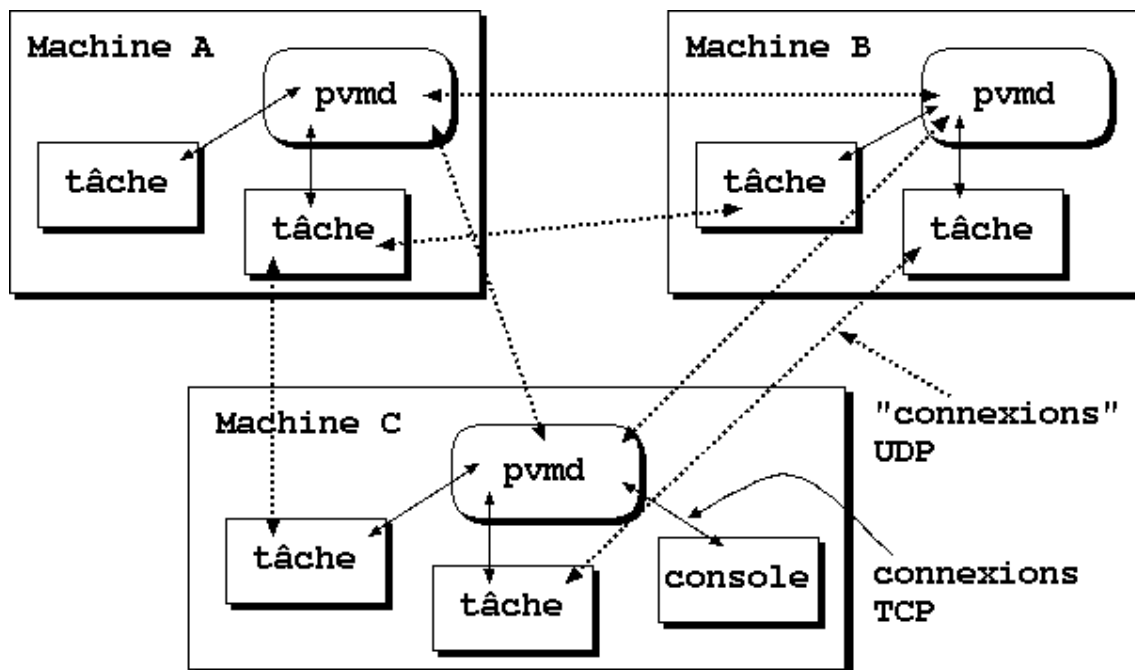 Machine A
pvmd
tâche
tâche
Machine B
pvmd
tâche
tâche
Machine C
pvmd
tâche
tâche
console
"connexions"
UDP
connexions
TCP